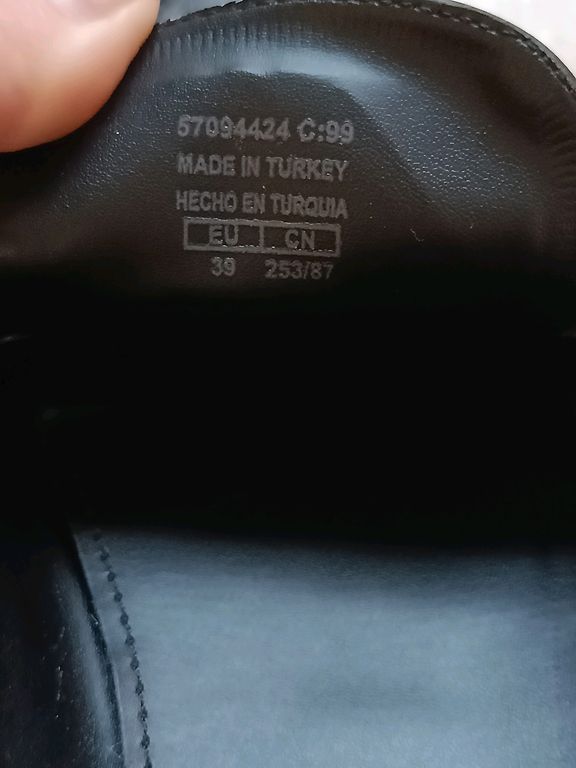 57094424 C:99
MADE IN TURKEY
HECHO EN TURQUIA
EU CN
39 253/87